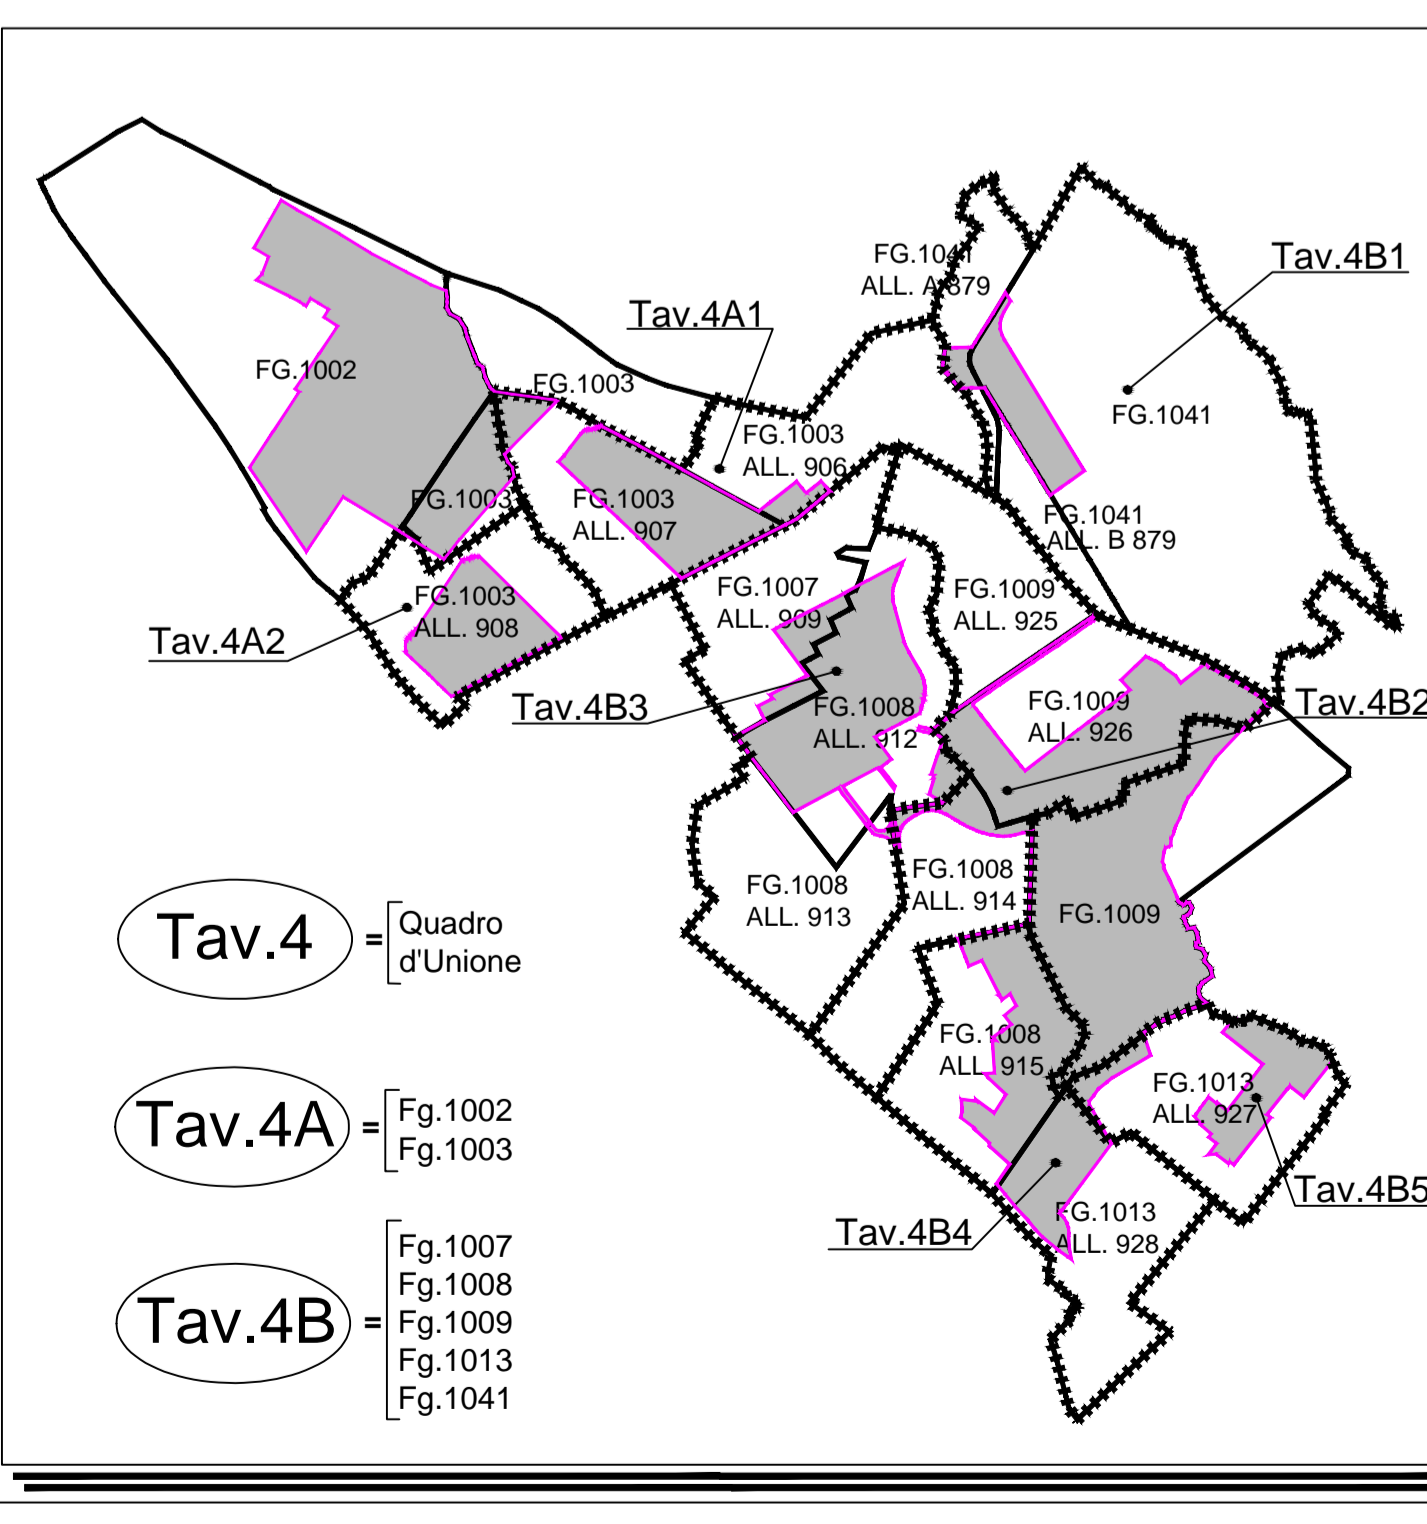 FG.1041
ALL. A 879
Tav.4B1
Tav.4A1
FG.1002
FG.1003
FG.1041
FG.1003
ALL. 906
FG.1003
FG.1003
ALL. 907
FG.1041
ALL. B 879
FG.1003
ALL. 908
FG.1007
ALL. 909
FG.1009
ALL. 925
Tav.4A2
Tav.4B3
FG.1008
ALL. 912
FG.1009
ALL. 926
Tav.4B2
FG.1008
ALL. 913
FG.1008
ALL. 914
FG.1009
Tav.4
=
Quadro
d'Unione
FG.1008
ALL. 915
FG.1013
ALL. 927
Tav.4A
=
Fg.1002
Fg.1003
Tav.4B5
Tav.4B4
FG.1013
ALL. 928
Tav.4B
=
Fg.1007
Fg.1008
Fg.1009
Fg.1013
Fg.1041